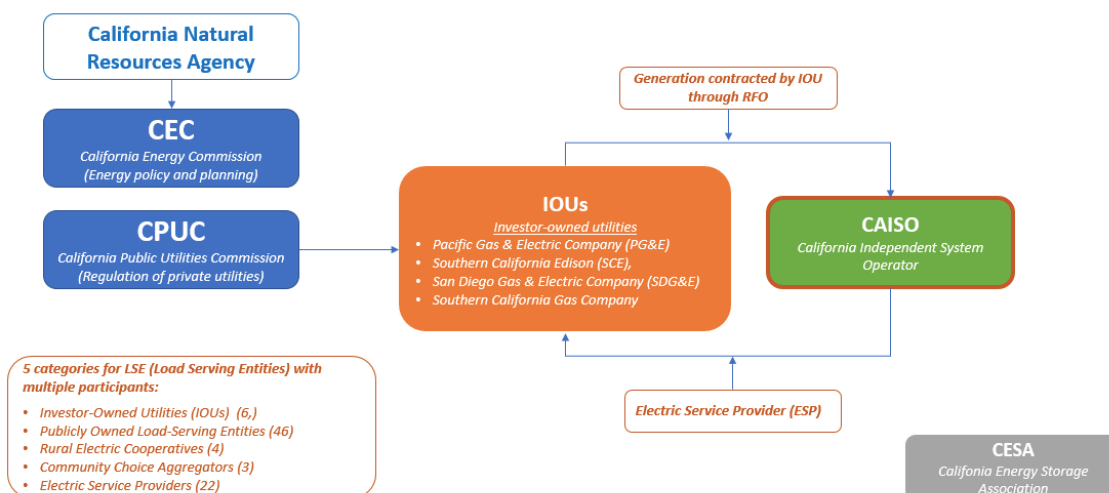 California Natural
Resources Agency
CEC
California Energy Commission
(Energy policy and planning)
CPUC
California Public Utilities Commission
(Regulation of private utilities)
Generation contracted by IOU
through RFO
IOUs
Investor-owned utilities
• Pacific Gas & Electric Company (PG&E)
• Southern California Edison (SCE),
• San Diego Gas & Electric Company (SDG&E)
• Southern California Gas Company
CAISO
California Independent System
Operator
5 categories for LSE (Load Serving Entities) with
multiple participants:
• Investor-Owned Utilities (IOUs) (6,)
• Publicly Owned Load-Serving Entities (46)
• Rural Electric Cooperatives (4)
• Community Choice Aggregators (3)
• Electric Service Providers (22)
Electric Service Provider (ESP)
CESA
Califonia Energy Storage
Association